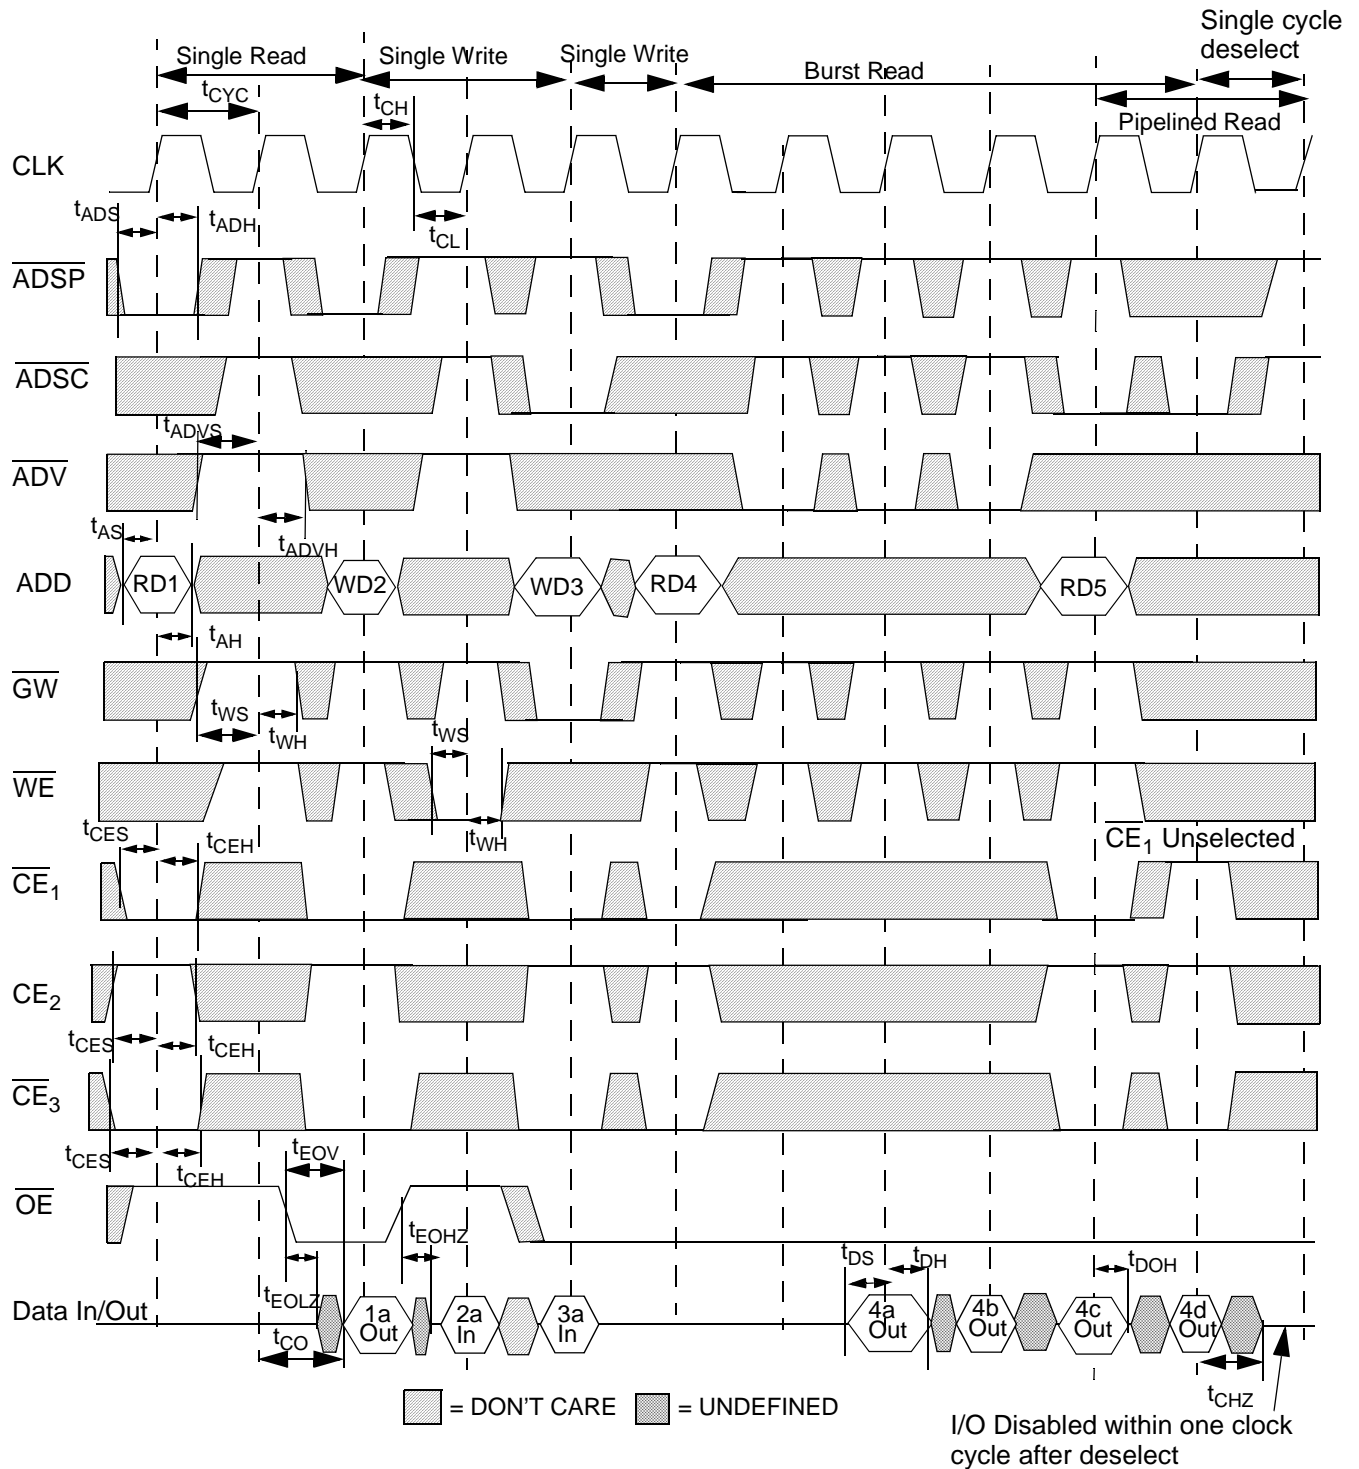 Single cycle
deselect
Single Read
Single Write
Single Write
Burst Read
tCYC
tCH
Pipelined Read
CLK
tADS
tADH
tCL
ADSP
ADSC
tADVS
ADV
tAS
tADVH
ADD
RD1
WD2
WD3
RD4
RD5
tAH
GW
tWS
tWH
tWS
WE
tCES
tCEH
tWH
CE1 Unselected
CE1
CE2
tCES
tCEH
CE3
tCES
tCEH
tEOV
OE
tEOHZ
tDS
tDH
tDOH
tEOLZ
Data In/Out
1a
Out
2a
In
3a
In
4a
Out
4b
Out
4c
Out
4d
Out
tCO
tCHZ
= DON'T CARE
= UNDEFINED
I/O Disabled within one clock
cycle after deselect